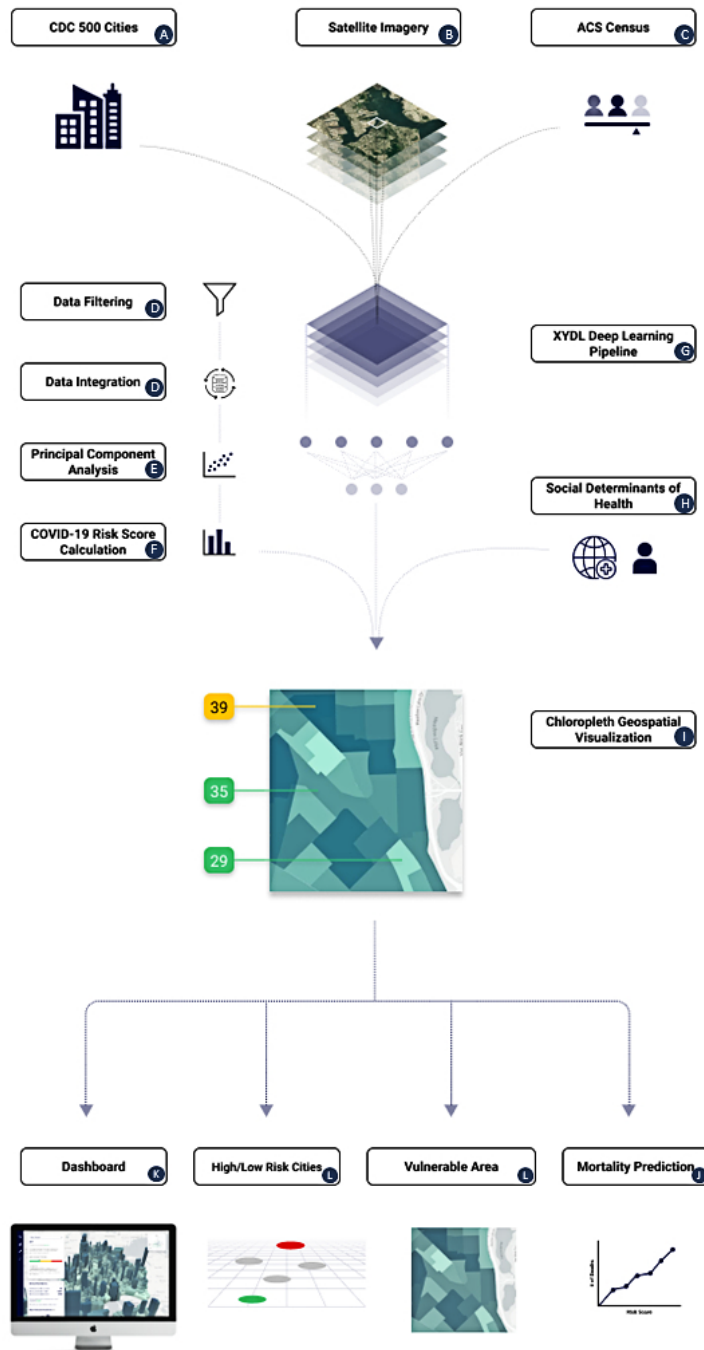 CDC 500 Cities
A
Satellite Imagery
B
ACS Census
C
Data Filtering
D
Data Integration
D
Principal Component
Analysis
E
COVID-19 Risk Score
Calculation
F
XYDL Deep Learning
Pipeline
G
Social Determinants of
Health
H
39
35
29
Chloropleth Geospatial
Visualization
I
Dashboard
K
High/Low Risk Cities
L
Vulnerable Area
L
Mortality Prediction
J
# of Deaths
Risk Score